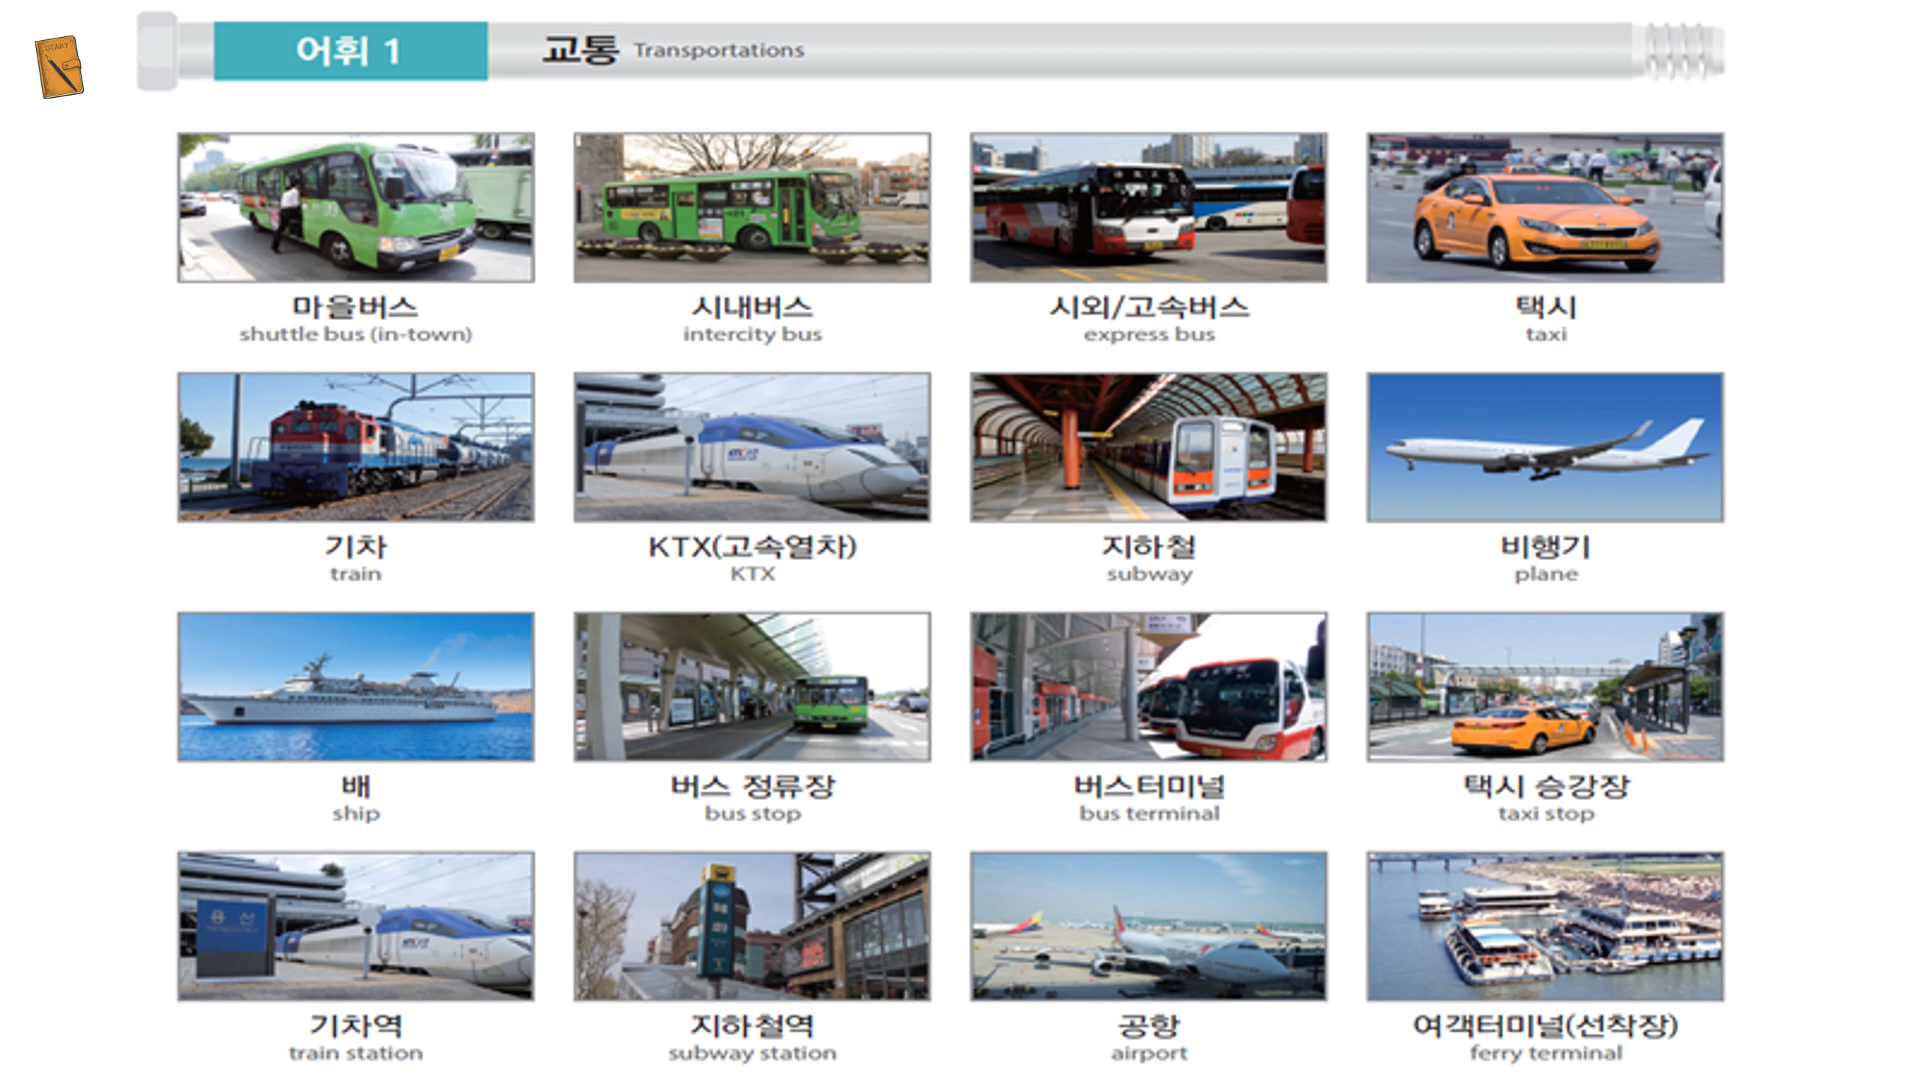 DIARY
어휘 1
교통 Transportations
마을버스
shuttle bus (in-town)
시내버스
intercity bus
시외/고속버스
express bus
택시
taxi
기차
train
KTX(고속열차)
KTX
지하철
subway
비행기
plane
배
ship
버스 정류장
bus stop
버스터미널
bus terminal
택시 승강장
taxi stop
용산
혜화
기차역
train station
지하철역
subway station
공항
airport
여객터미널(선착장)
ferry terminal